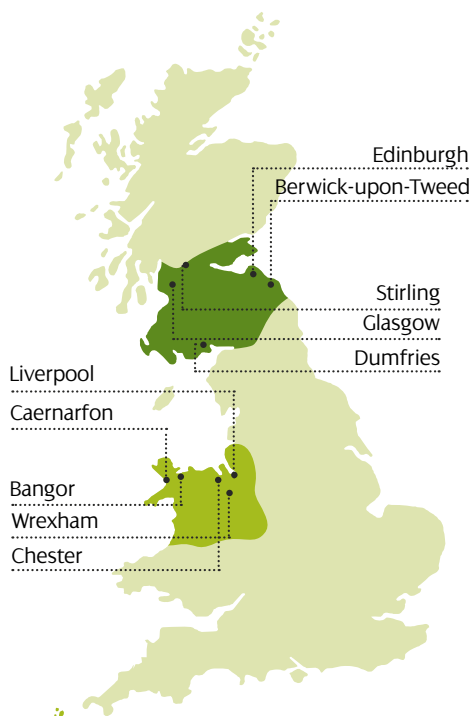 Edinburgh
Berwick-upon-Tweed
Stirling
Glasgow
Dumfries
Liverpool
Caernarfon
Bangor
Wrexham
Chester